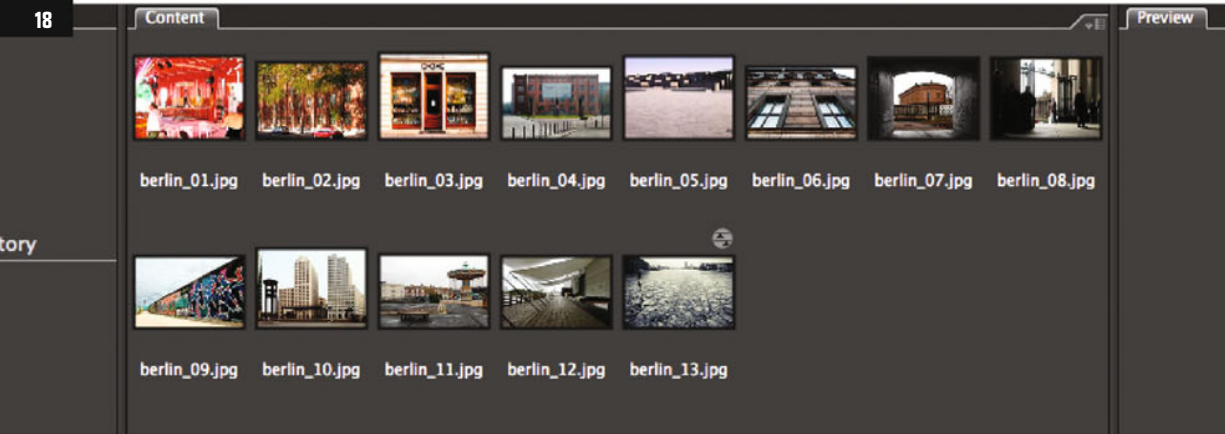 18
Content
Preview
berlin_01.jpg berlin_02.jpg berlin_03.jpg berlin_04.jpg berlin_05.jpg berlin_06.jpg berlin_07.jpg berlin_08.jpg
tory
berlin_09.jpg berlin_10.jpg berlin_11.jpg berlin_12.jpg berlin_13.jpg